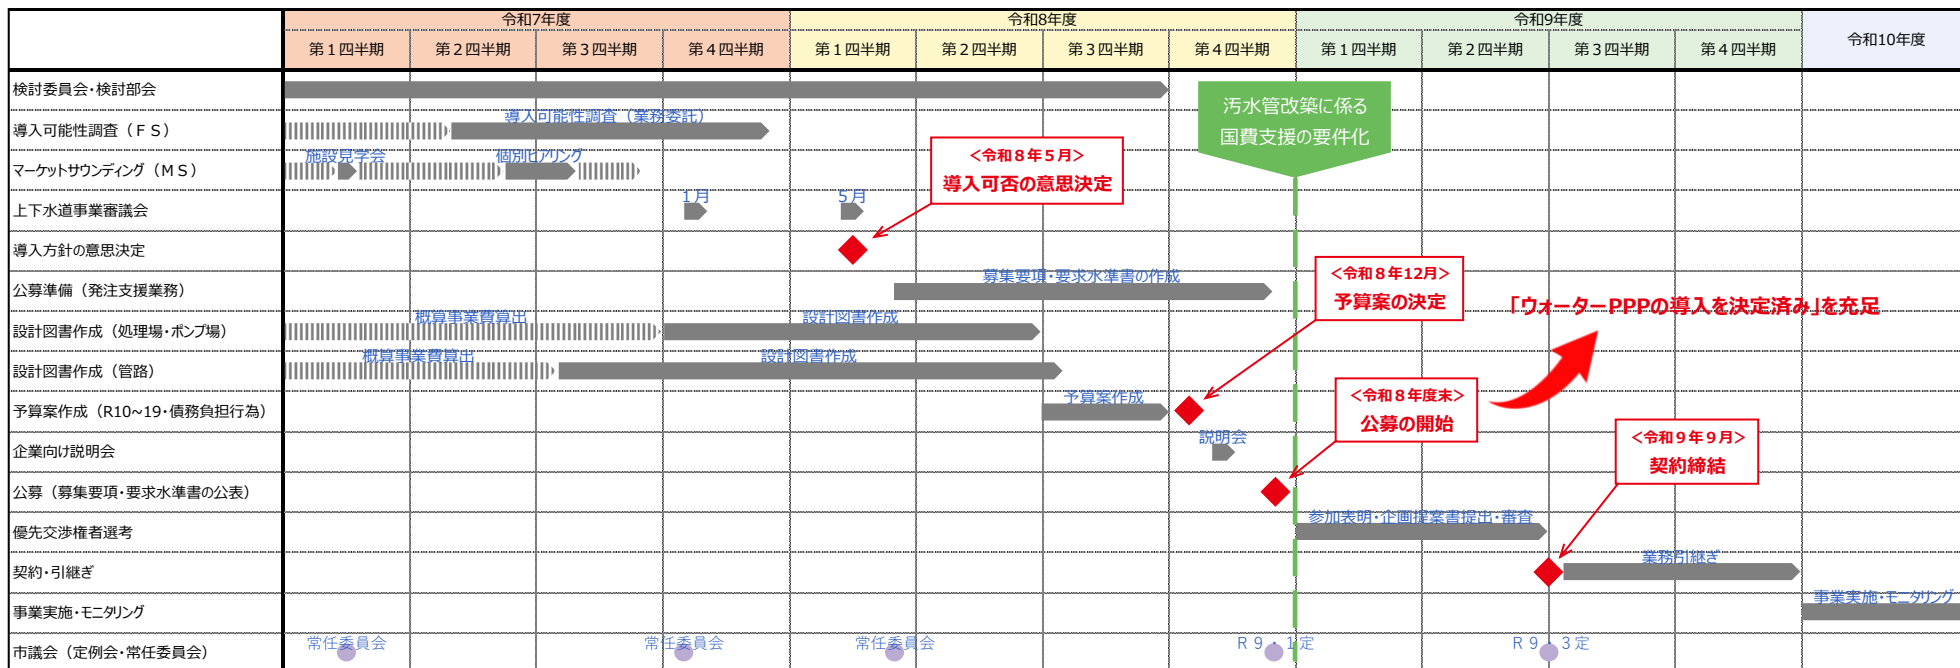 令和7年度
令和8年度
令和9年度
令和10年度
第１四半期
第２四半期
第３四半期
第４四半期
第１四半期
第２四半期
第３四半期
第４四半期
第１四半期
第２四半期
第３四半期
第４四半期
検討委員会・検討部会
汚水管改築に係る
国費支援の要件化
導入可能性調査（ＦＳ）
導入可能性調査（業務委託）
マーケットサウンディング（ＭＳ）
施設見学会
個別ヒアリング
＜令和８年５月＞
導入可否の意思決定
上下水道事業審議会
１月
５月
導入方針の意思決定
公募準備（発注支援業務）
募集要項・要求水準書の作成
＜令和８年12月＞
予算案の決定
「ウォーターPPPの導入を決定済み」を充足
設計図書作成（処理場・ポンプ場）
概算事業費算出
設計図書作成
設計図書作成（管路）
概算事業費算出
設計図書作成
予算案作成（R10~19・債務負担行為）
予算案作成
＜令和８年度末＞
公募の開始
企業向け説明会
説明会
＜令和９年９月＞
契約締結
公募（募集要項・要求水準書の公表）
優先交渉権者選考
参加表明・企画提案書提出・審査
契約・引継ぎ
業務引継ぎ
事業実施・モニタリング
事業実施・モニタリング
市議会（定例会・常任委員会）
常任委員会
常任委員会
常任委員会
Ｒ９・１定
Ｒ９・３定